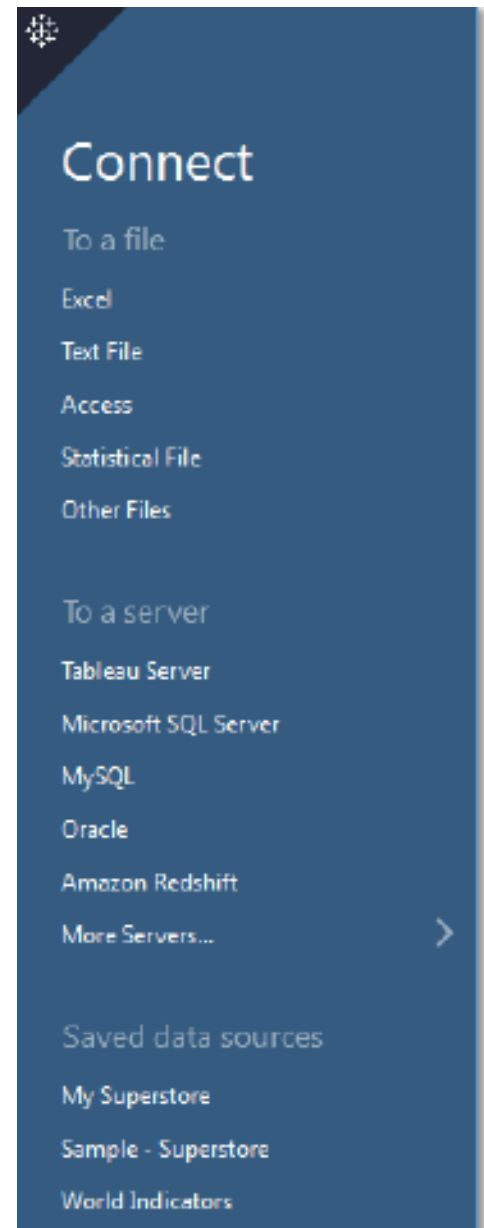 Connect
To a file
Excel
Text File
Access
Statistical File
Other Files
To a server
Tableau Server
Microsoft SQL Server
MySQL
Oracle
Amazon Redshift
More Servers...
Saved data sources
My Superstore
Sample - Superstore
World Indicators